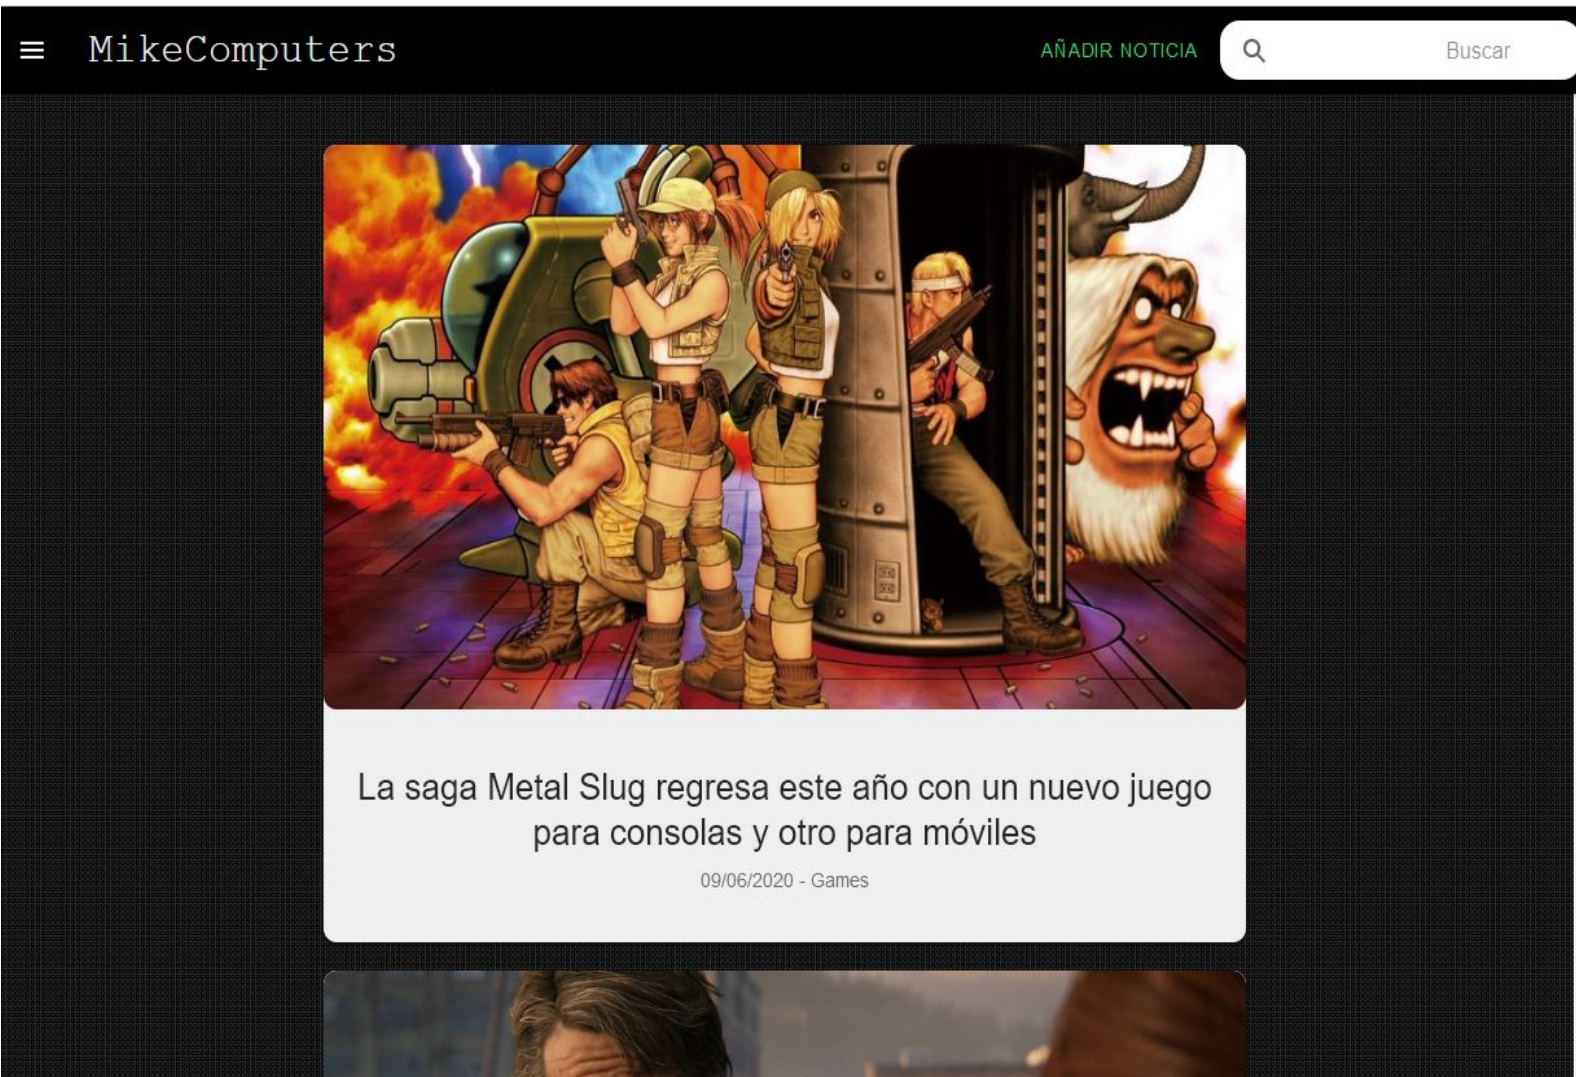 MikeComputers
AÑADIR NOTICIA
Buscar
La saga Metal Slug regresa este año con un nuevo juego
para consolas y otro para móviles
09/06/2020 - Games